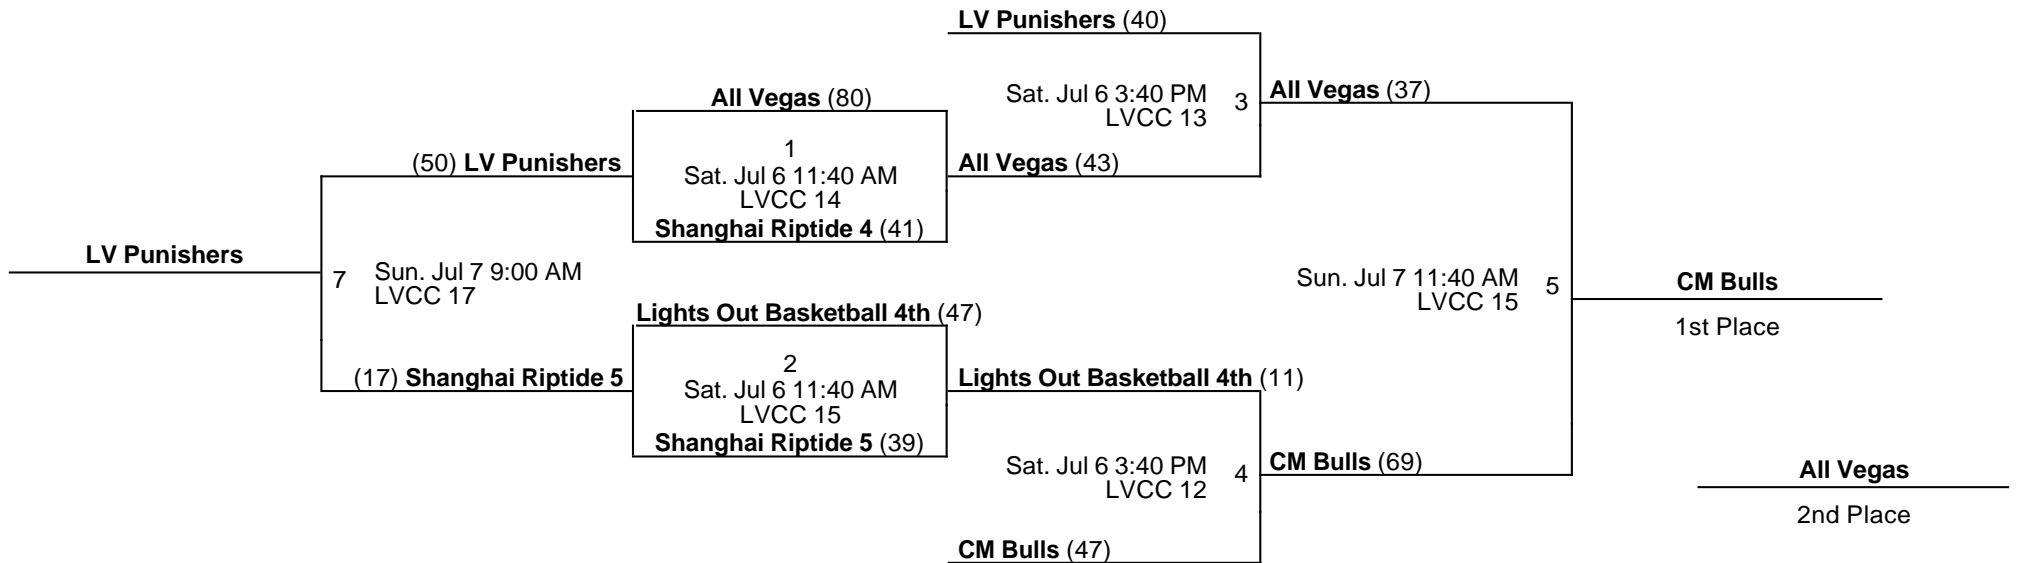 LV Punishers (40)
All Vegas (80)
Sat. Jul 6 3:40 PM
LVCC 13
3
All Vegas (37)
1
(50) LV Punishers
Sat. Jul 6 11:40 AM
LVCC 14
All Vegas (43)
Shanghai Riptide 4 (41)
LV Punishers
7
Sun. Jul 7 9:00 AM
LVCC 17
Sun. Jul 7 11:40 AM
LVCC 15
5
CM Bulls
1st Place
Lights Out Basketball 4th (47)
2
(17) Shanghai Riptide 5
Sat. Jul 6 11:40 AM
LVCC 15
Lights Out Basketball 4th (11)
Shanghai Riptide 5 (39)
Sat. Jul 6 3:40 PM
LVCC 12
4
CM Bulls (69)
All Vegas
2nd Place
CM Bulls (47)